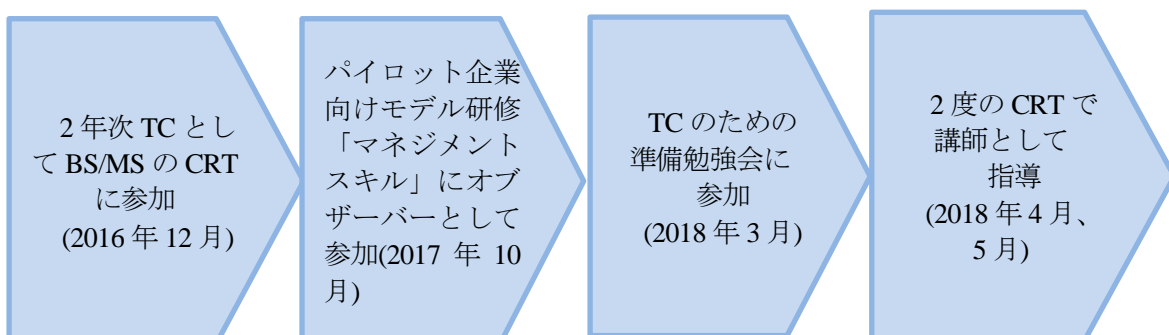 2 年次 TC とし
て BS/MS の CRT
に参加
(2016 年 12 月)
パイロット企業
向けモデル研修
「マネジメント
スキル」にオブ
ザーバーとして
参加(2017 年 10
月)
TC のための
準備勉強会に
参加
(2018 年 3 月)
2 度の CRT で
講師として
指導
(2018 年 4 月、
5 月)